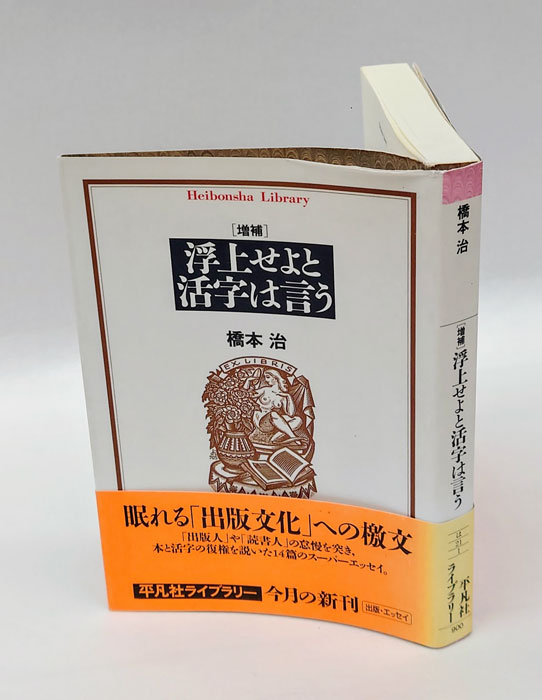 Heibonsha Library
[増補]
浮上せよと
活字は言う
橋本 治
EX LIBRIS
眠れる「出版文化」への檄文
「出版人」や「読書人」の怠慢を突き、
本と活字の復権を説いた14篇のスーパーエッセイ。
平凡社ライブラリー 今月の新刊 出版・エッセイ
橋本 治
[増補]浮上せよと活字は言う
平凡社
ライブラリー
900